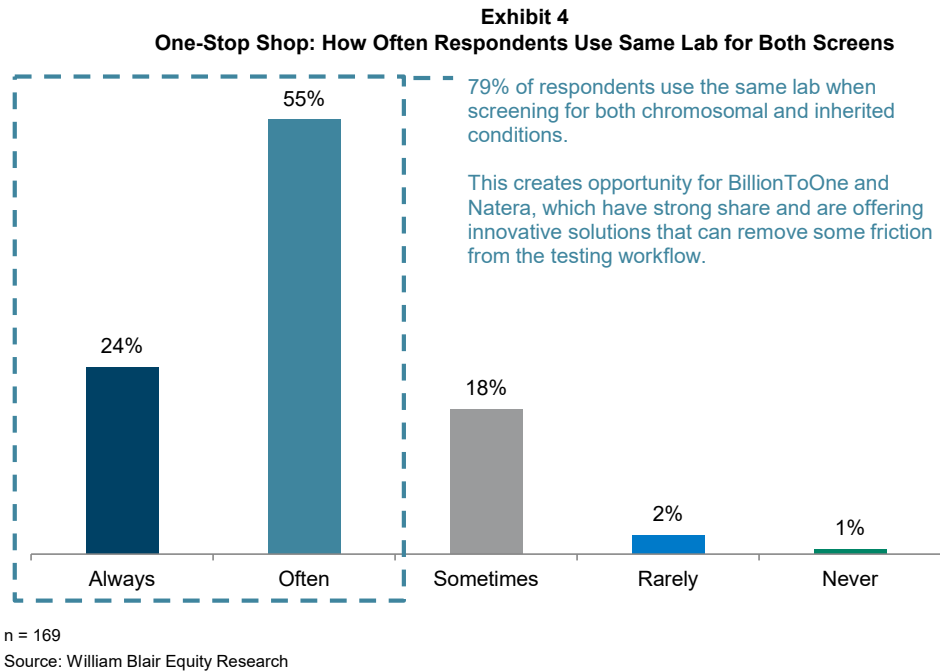 Exhibit 4
One-Stop Shop: How Often Respondents Use Same Lab for Both Screens
79% of respondents use the same lab when
screening for both chromosomal and inherited
conditions.
This creates opportunity for BillionToOne and
Natera, which have strong share and are offering
innovative solutions that can remove some friction
from the testing workflow.
24%
55%
18%
2%
1%
Always
Often
Sometimes
Rarely
Never
n = 169
Source: William Blair Equity Research